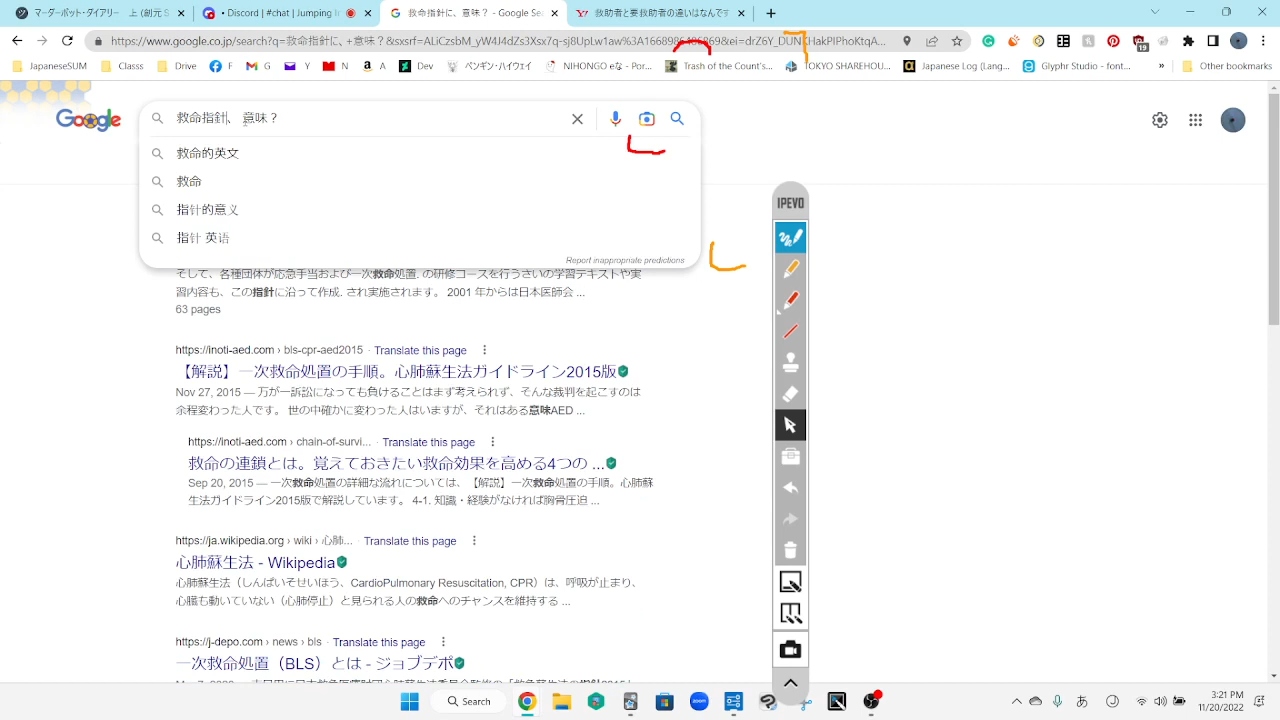 マーダーボット・ダイアリー 上 (創元 S
• Discord | #chat | Jumping In
救命指針に、意味？ - Google Sea
救助者と要救助者の違いはなんです
https://www.google.co.jp/search?q=救命指針に、+意味？
JapaneseSUM
Classs
Drive
F
G
Y
N
A
Dev
ペンギン・ハイウェイ
NIHONGO eな - Por...
Trash of the Count's...
TOKYO SHAREHOU...
Japanese Log (Lang...
Glyphr Studio - font...
»
Other bookmarks
Google
救命指針、 意味？
救命的英文
救命
指针的意义
指针 英语
Report inappropriate predictions
そして、各種団体が応急手当および一次救命処置. の研修コースを行うさいの学習テキストや実
習内容も、この指針に沿って作成. され実施されます。 2001 年からは日本医師会 ...
63 pages
https://inoti-aed.com › bls-cpr-aed2015 · Translate this page
【解説】一次救命処置の手順。心肺蘇生法ガイドライン2015版
Nov 27, 2015 — 万が一訴訟になっても負けることはまず考えられず、そんな裁判を起こすのは
余程変わった人です。 世の中確かに変わった人はいますが、それはある意味AED ...
https://inoti-aed.com › chain-of-survi... · Translate this page
救命の連鎖とは。覚えておきたい救命効果を高める4つの ...
Sep 20, 2015 — 一次救命処置の詳細な流れについては、【解説】一次救命処置の手順。心肺蘇
生法ガイドライン2015版で解説しています。 4-1. 知識・経験がなければ胸骨圧迫 ...
https://ja.wikipedia.org › wiki › 心肺... · Translate this page
心肺蘇生法 - Wikipedia
心肺蘇生法（しんぱいそせいほう、CardioPulmonary Resuscitation, CPR）は、呼吸が止まり、
心臓も動いていない（心肺停止）と見られる人の救命へのチャンスを維持する ...
https://j-depo.com › news › bls · Translate this page
一次救命処置（BLS）とは - ジョブデポ
IPEVO
Search
zoom
あ
3:21 PM
11/20/2022